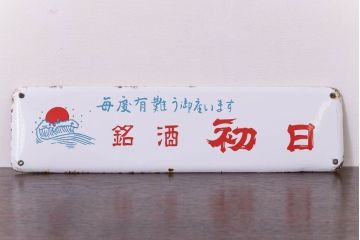 毎度有難う御座います
銘酒 初日